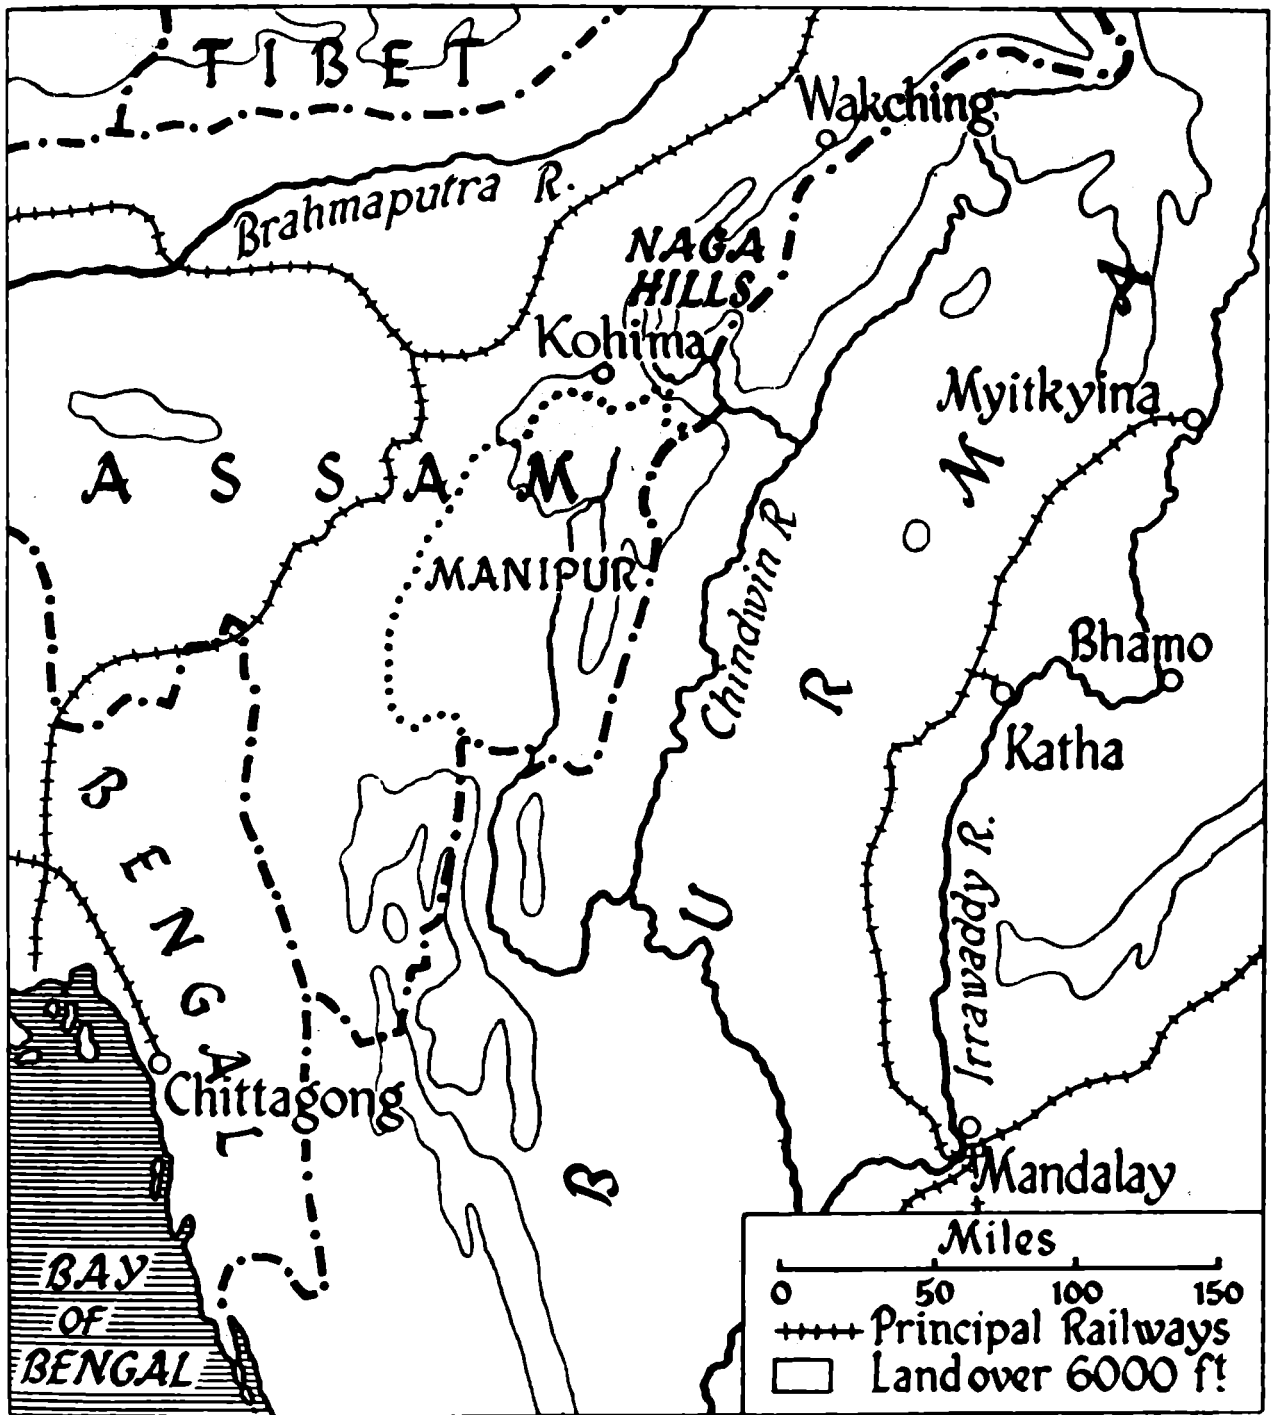 TIBET
Wakching
Brahmaputra R.
NAGA
HILLS
Kohima
Myitkyina
ASSAM
MANIPUR
Chindwin R
BURMA
Bhamo
Katha
BENGAL
Irrawaddy R.
Chittagong
Mandalay
BAY
OF
BENGAL
Miles
0 50 100 150
Principal Railways
Land over 6000 ft